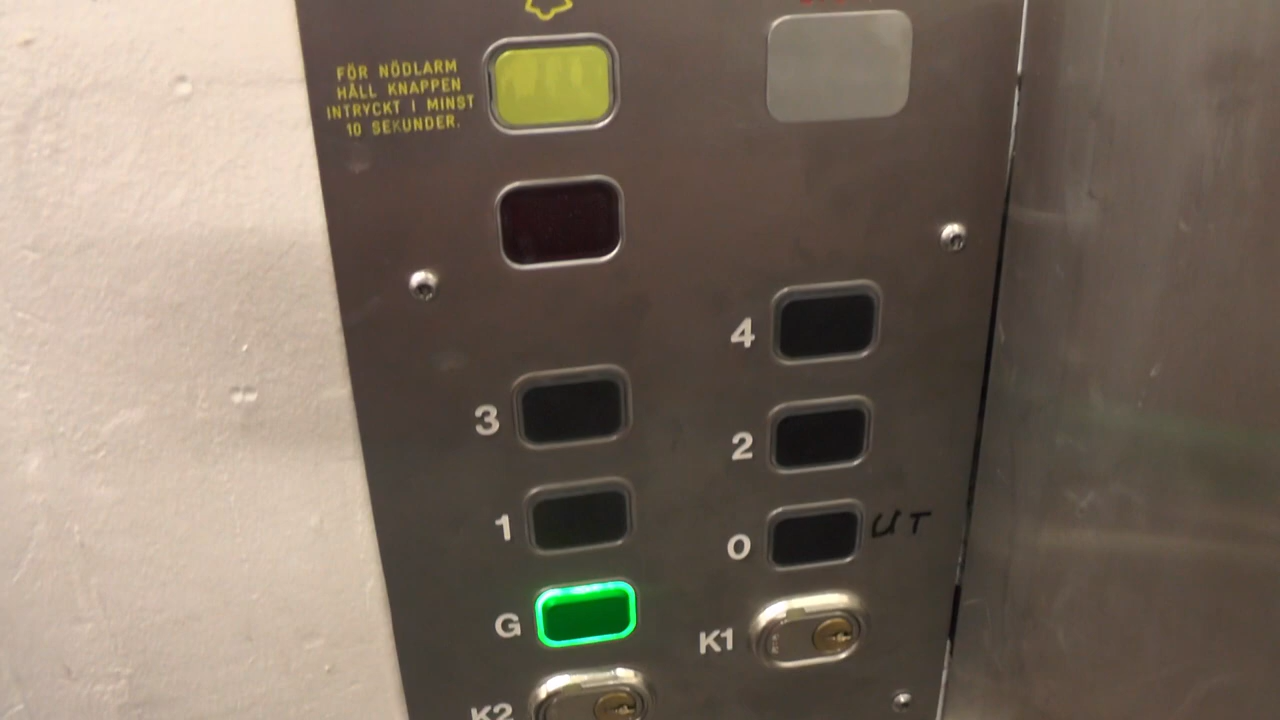 FÖR NÖDLARM
HÅLL KNAPPEN
INTRYCKT I MINST
10 SEKUNDER.
4
3
2
1
0 UT
G
K1
K2